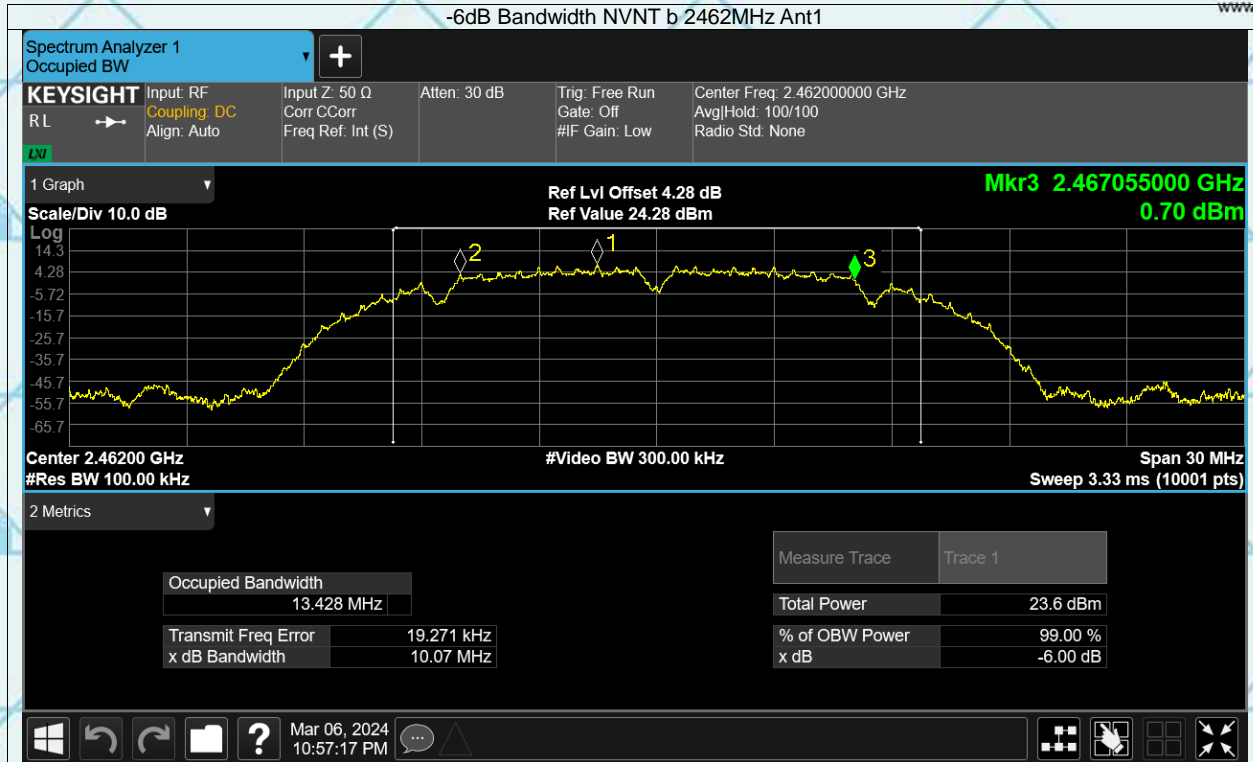 www
-6dB Bandwidth NVNT b 2462MHz Ant1
Spectrum Analyzer 1
Occupied BW
KEYSIGHT
R L
LXI
Input: RF
Coupling: DC
Align: Auto
Input Z: 50 Ω
Corr CCorr
Freq Ref: Int (S)
Atten: 30 dB
Trig: Free Run
Gate: Off
#IF Gain: Low
Center Freq: 2.462000000 GHz
Avg|Hold: 100/100
Radio Std: None
1 Graph
Scale/Div 10.0 dB
Ref Lvl Offset 4.28 dB
Ref Value 24.28 dBm
Mkr3 2.467055000 GHz
0.70 dBm
Log
14.3
4.28
-5.72
-15.7
-25.7
-35.7
-45.7
-55.7
-65.7
2
1
3
Center 2.46200 GHz
#Res BW 100.00 kHz
#Video BW 300.00 kHz
Span 30 MHz
Sweep 3.33 ms (10001 pts)
2 Metrics
Measure Trace Trace 1
Occupied Bandwidth
13.428 MHz
Total Power 23.6 dBm
Transmit Freq Error 19.271 kHz
% of OBW Power 99.00 %
x dB Bandwidth 10.07 MHz
x dB -6.00 dB
?
Mar 06, 2024
10:57:17 PM